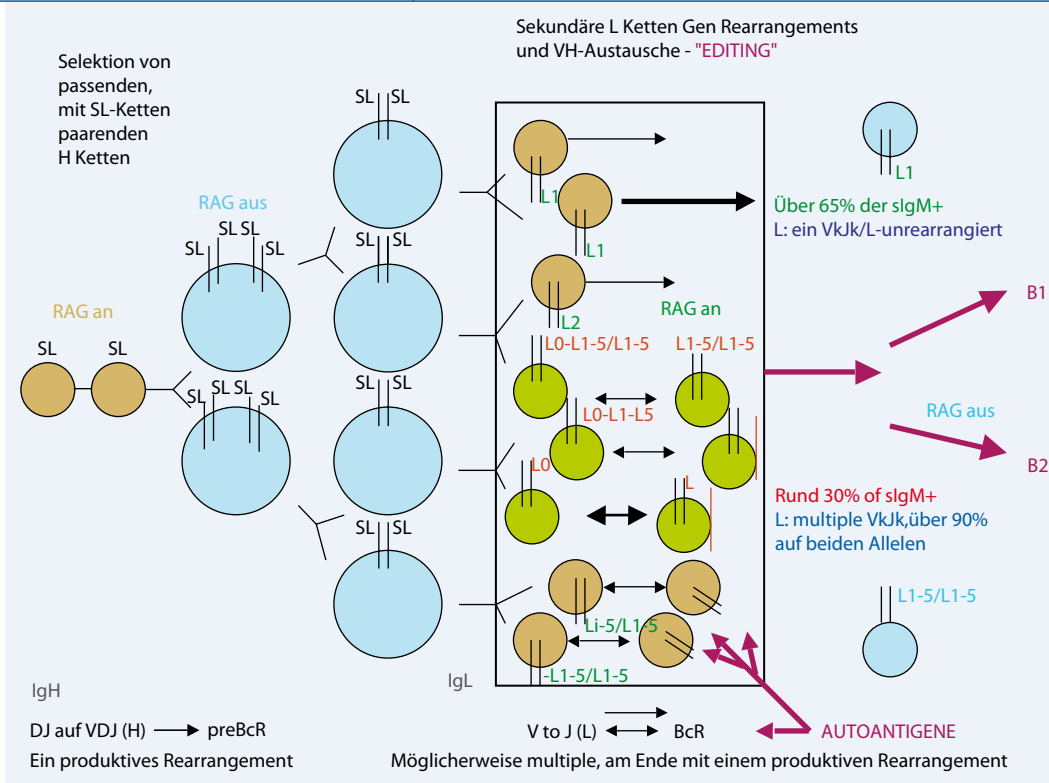 Sekundäre L Ketten Gen Rearrangements
und VH-Austausche - "EDITING"
Selektion von
passenden,
mit SL-Ketten
paarenden
H Ketten
SL SL
L1
L1
RAG aus
Über 65% der sIgM+
L: ein VkJk/L-unrearrangiert
SL SL SL SL
L1
SL SL
L2
RAG an
RAG an
B1
SL SL
L0-L1-5/L1-5 L1-5/L1-5
SL SL SL SL
SL SL
L0-L1-L5
RAG aus
B2
L0
L
Rund 30% of sIgM+
L: multiple VkJk,über 90%
auf beiden Allelen
SL SL
L1-5/L1-5
Li-5/L1-5
-L1-5/L1-5
IgH
IgL
DJ auf VDJ (H) preBcR
V to J (L) BcR
AUTOANTIGENE
Ein produktives Rearrangement
Möglicherweise multiple, am Ende mit einem produktiven Rearrangement